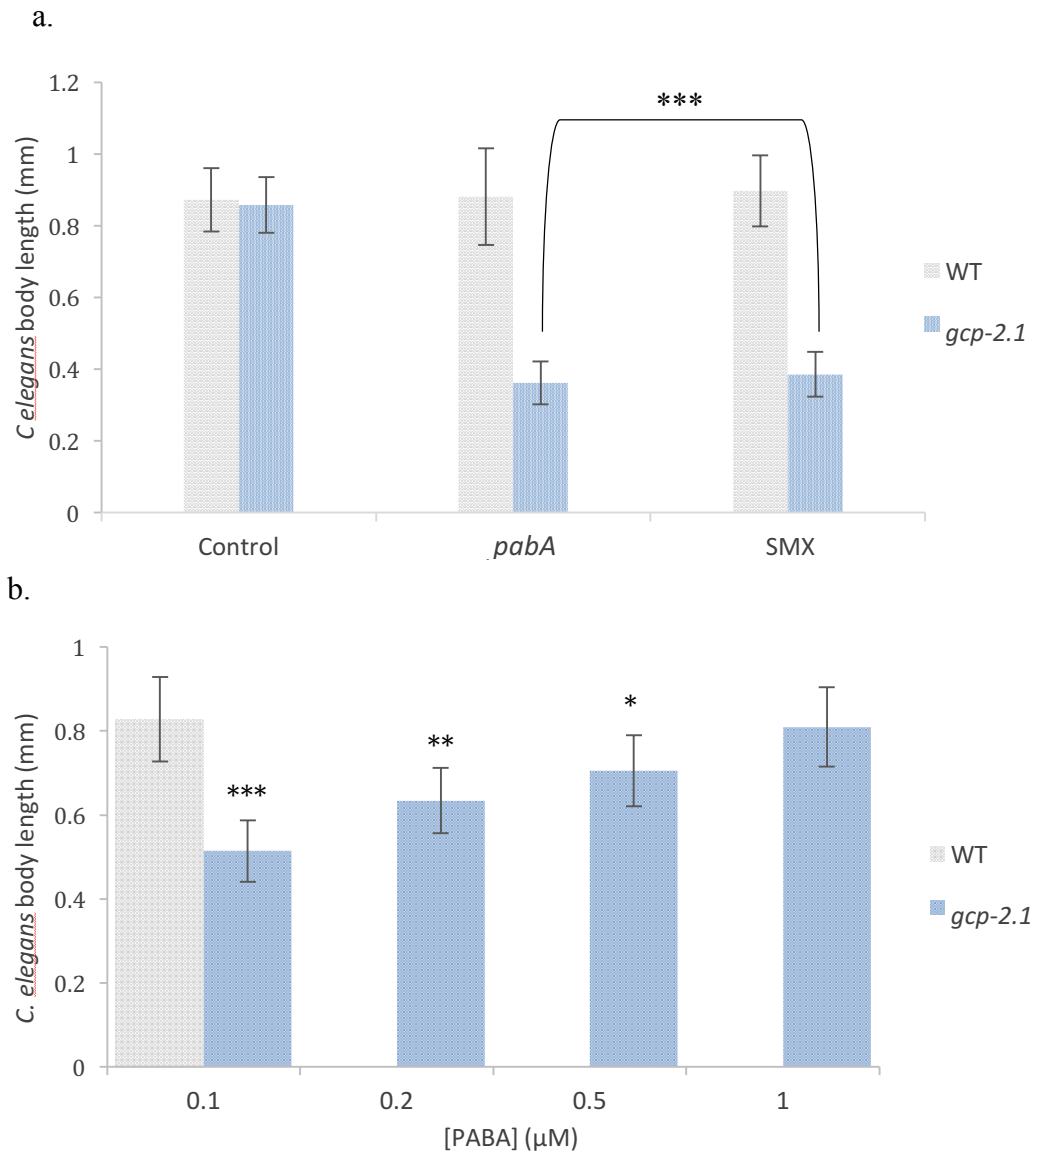 a.
C elegans body length (mm)
1.2
1
0.8
0.6
0.4
0.2
0
***
Control
pabA
SMX
WT
gcp-2.1
b.
C. elegans body length (mm)
1
0.8
0.6
0.4
0.2
0
***
**
*
0.1
0.2
0.5
1
[PABA] (µM)
WT
gcp-2.1